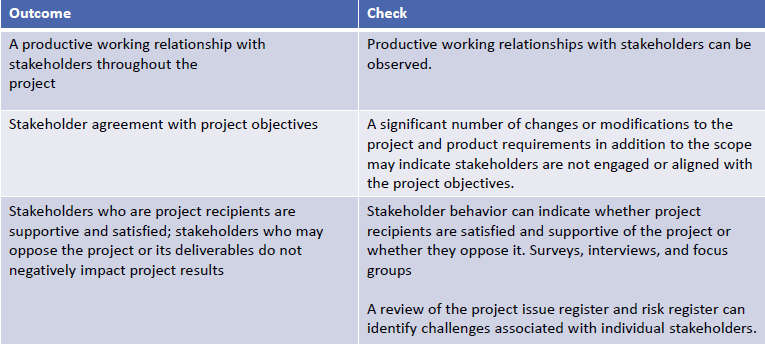 Outcome
Check
A productive working relationship with
stakeholders throughout the
project
Productive working relationships with stakeholders can be
observed.
Stakeholder agreement with project objectives
A significant number of changes or modifications to the
project and product requirements in addition to the scope
may indicate stakeholders are not engaged or aligned with
the project objectives.
Stakeholders who are project recipients are
supportive and satisfied; stakeholders who may
oppose the project or its deliverables do not
negatively impact project results
Stakeholder behavior can indicate whether project
recipients are satisfied and supportive of the project or
whether they oppose it. Surveys, interviews, and focus
groups
A review of the project issue register and risk register can
identify challenges associated with individual stakeholders.